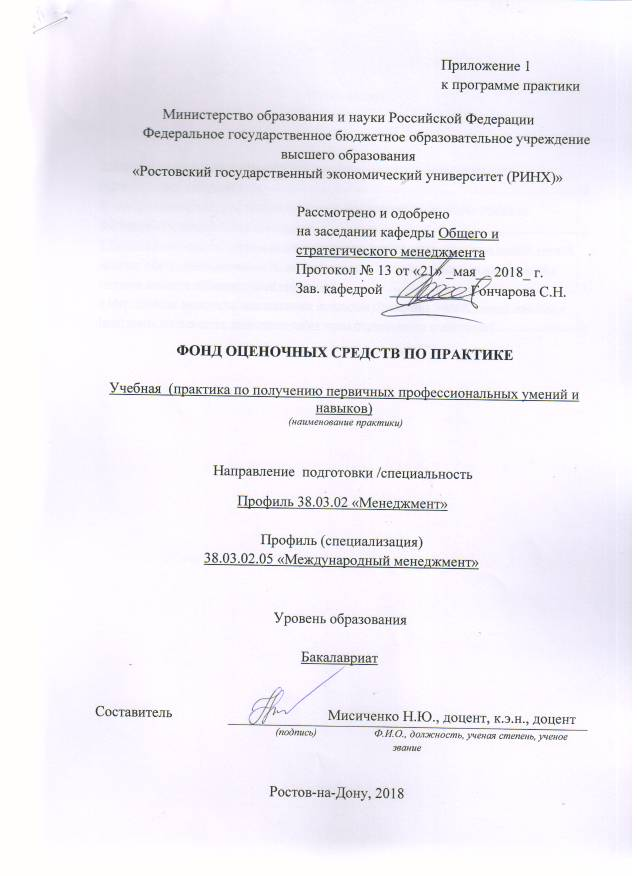 Приложение 1
к программе практики
Министерство образования и науки Российской Федерации
Федеральное государственное бюджетное образовательное учреждение
высшего образования
«Ростовский государственный экономический университет (РИНХ)»
Рассмотрено и одобрено
на заседании кафедры Общего и
стратегического менеджмента
Протокол № 13 от «21» _мая__ 2018_ г.
Зав. кафедрой Гончарова С.Н.
ФОНД ОЦЕНОЧНЫХ СРЕДСТВ ПО ПРАКТИКЕ
Учебная (практика по получению первичных профессиональных умений и
навыков)
(наименование практики)
Направление подготовки /специальность
Профиль 38.03.02 «Менеджмент»
Профиль (специализация)
38.03.02.05 «Международный менеджмент»
Уровень образования
Бакалавриат
Составитель Мисиченко Н.Ю., доцент, к.э.н., доцент
(подпись) Ф.И.О., должность, ученая степень, ученое
звание
Ростов-на-Дону, 2018